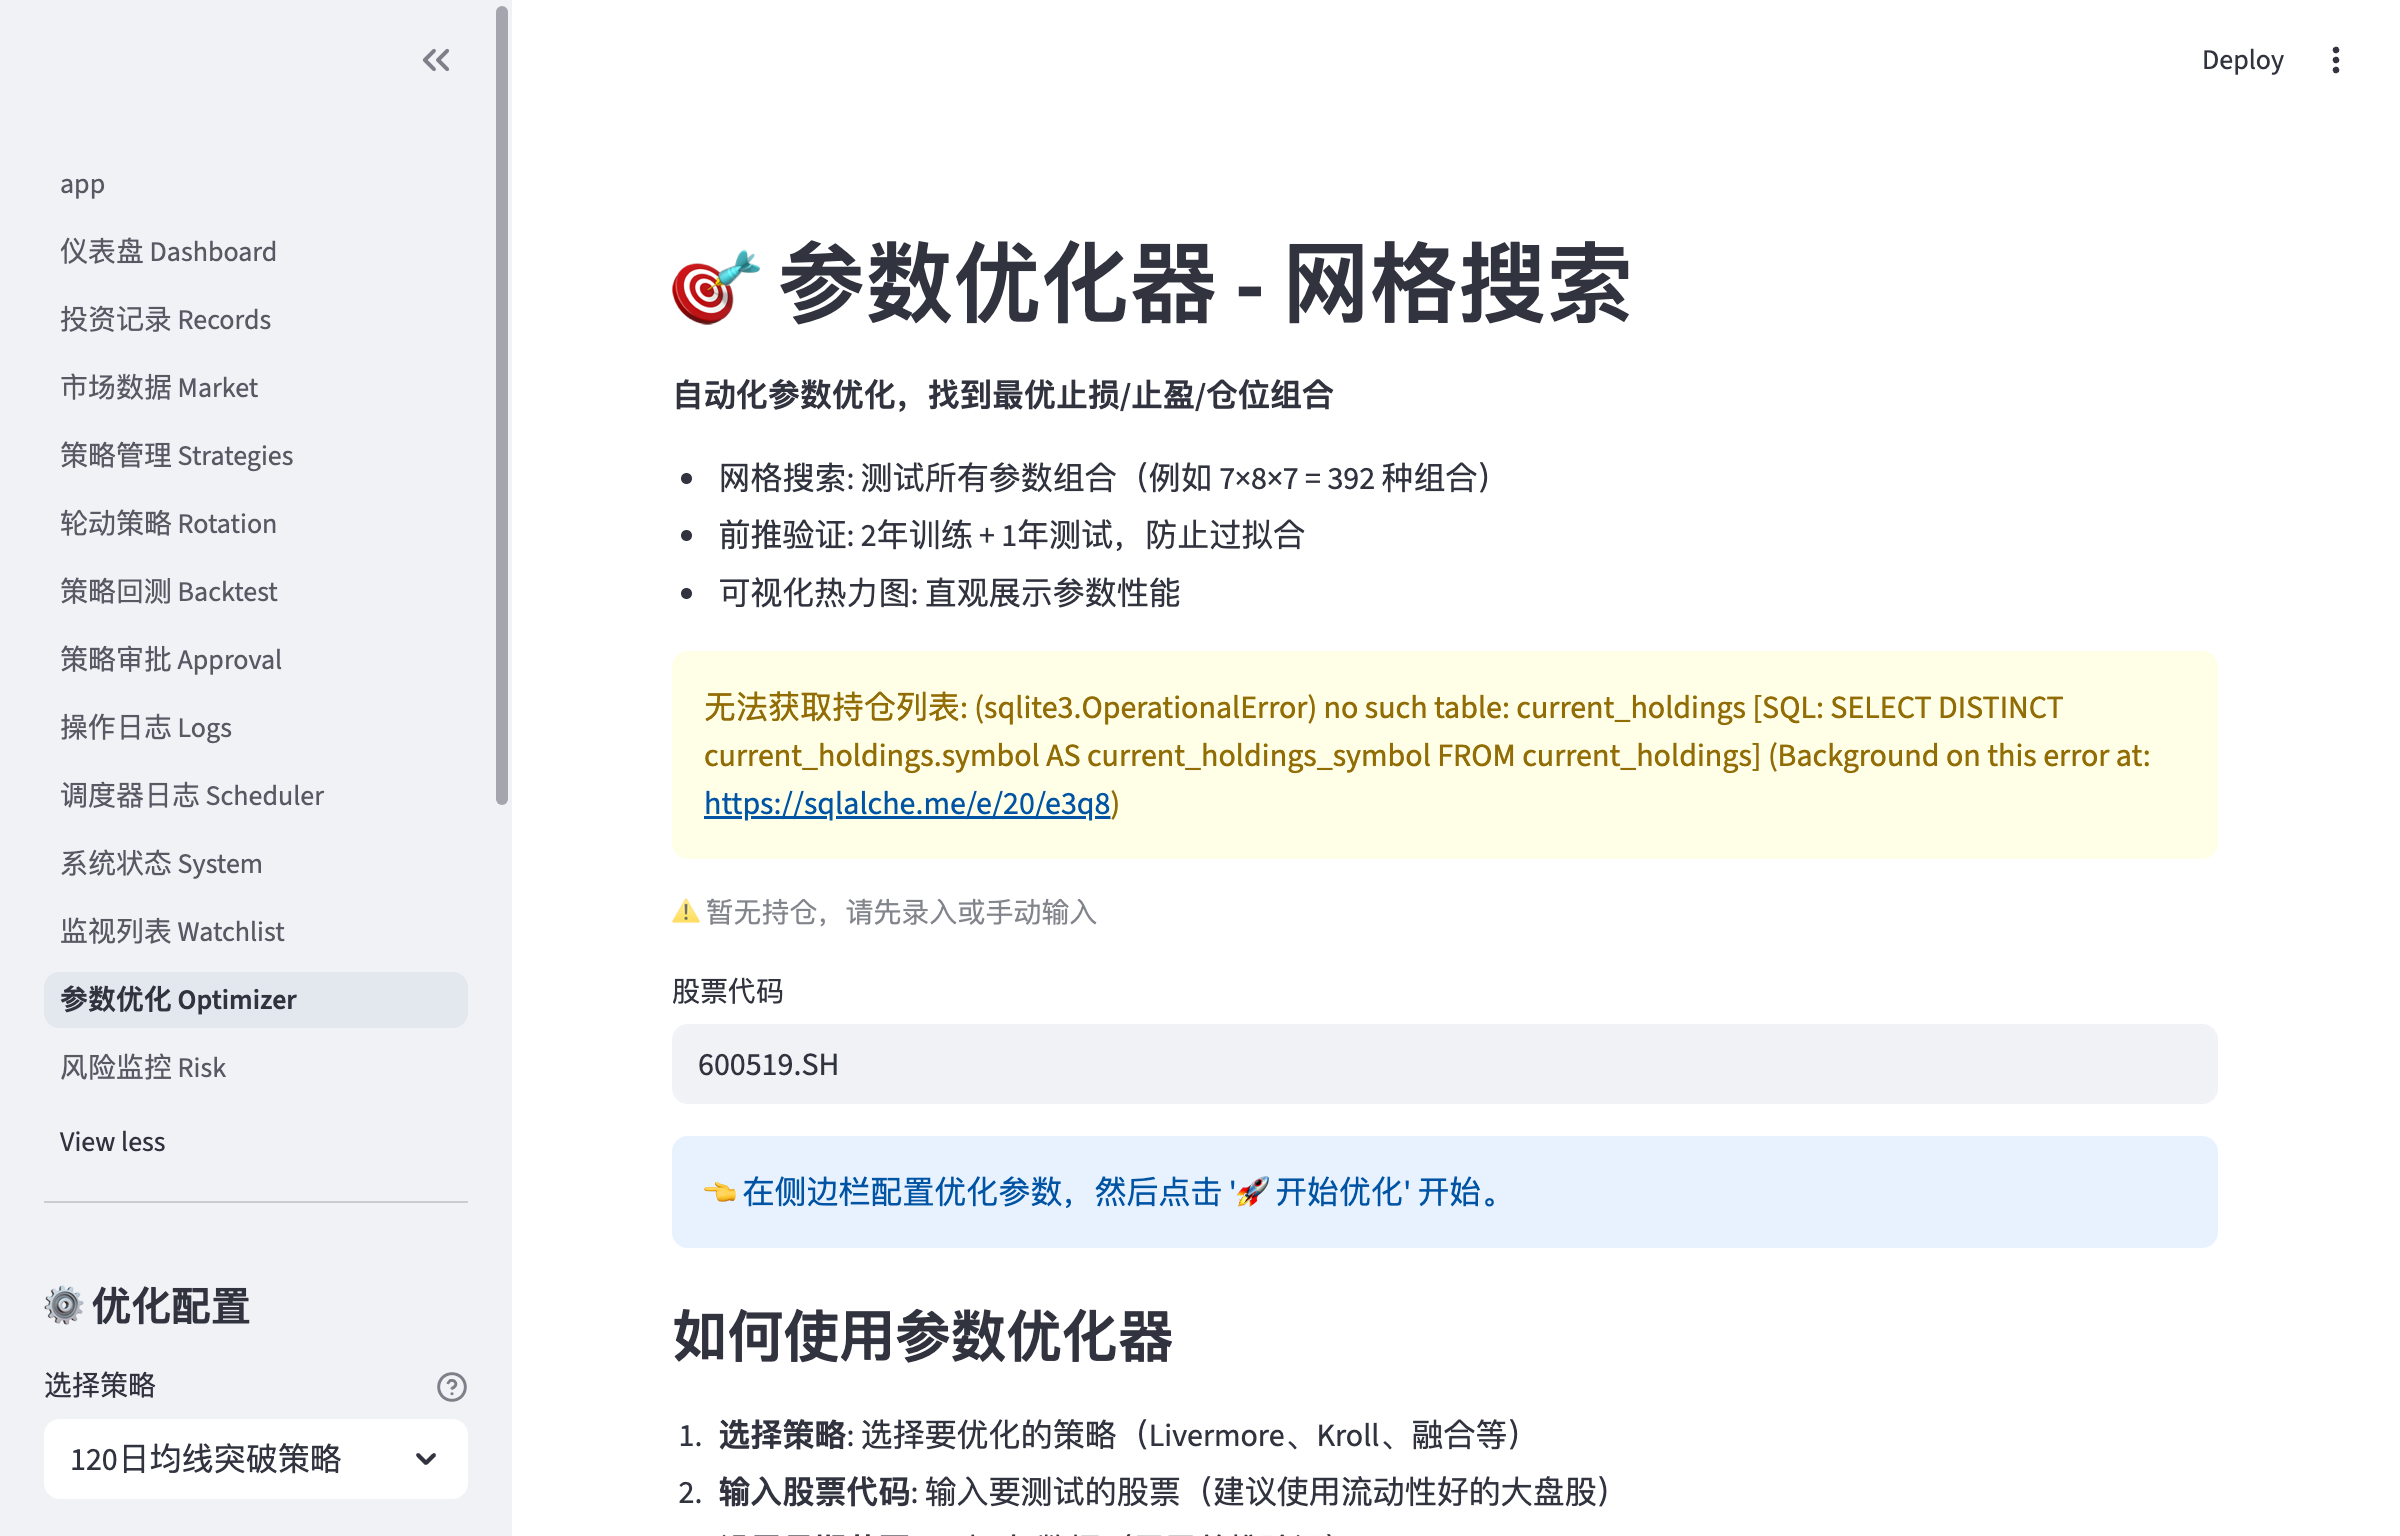 Deploy
app
仪表盘 Dashboard
投资记录 Records
市场数据 Market
策略管理 Strategies
轮动策略 Rotation
策略回测 Backtest
策略审批 Approval
操作日志 Logs
调度器日志 Scheduler
系统状态 System
监视列表 Watchlist
参数优化 Optimizer
风险监控 Risk
View less
优化配置
选择策略
120日均线突破策略
参数优化器 - 网格搜索
自动化参数优化，找到最优止损/止盈/仓位组合
网格搜索: 测试所有参数组合（例如 7×8×7 = 392 种组合）
前推验证: 2年训练 + 1年测试，防止过拟合
可视化热力图: 直观展示参数性能
无法获取持仓列表: (sqlite3.OperationalError) no such table: current_holdings [SQL: SELECT DISTINCT
current_holdings.symbol AS current_holdings_symbol FROM current_holdings] (Background on this error at:
https://sqlalche.me/e/20/e3q8)
暂无持仓，请先录入或手动输入
股票代码
600519.SH
👈 在侧边栏配置优化参数，然后点击 '🚀 开始优化' 开始。
如何使用参数优化器
1. 选择策略: 选择要优化的策略（Livermore、Kroll、融合等）
2. 输入股票代码: 输入要测试的股票（建议使用流动性好的大盘股）